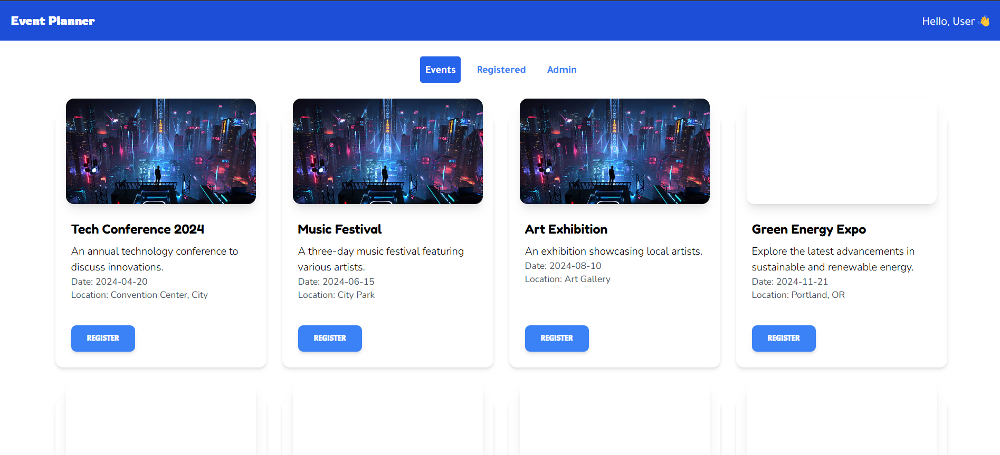 Event Planner
Hello, User 👋
Events
Registered
Admin
Tech Conference 2024
An annual technology conference to
discuss innovations.
Date: 2024-04-20
Location: Convention Center, City
REGISTER
Music Festival
A three-day music festival featuring
various artists.
Date: 2024-06-15
Location: City Park
REGISTER
Art Exhibition
An exhibition showcasing local artists.
Date: 2024-08-10
Location: Art Gallery
REGISTER
Green Energy Expo
Explore the latest advancements in
sustainable and renewable energy.
Date: 2024-11-21
Location: Portland, OR
REGISTER